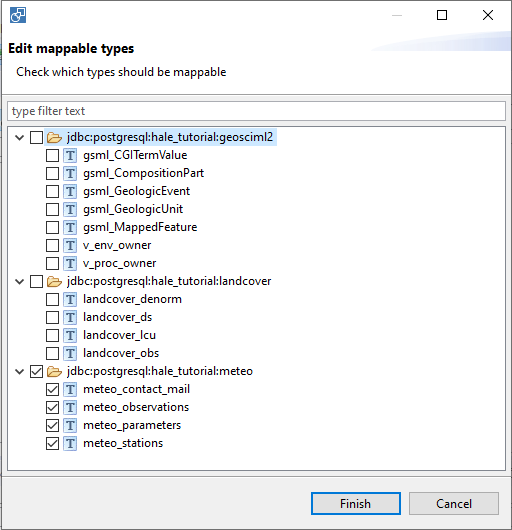 Edit mappable types
Check which types should be mappable
type filter text
jdbc:postgresql:hale_tutorial:geosciml2
T gsml_CGITermValue
T gsml_CompositionPart
T gsml_GeologicEvent
T gsml_GeologicUnit
T gsml_MappedFeature
T v_env_owner
T v_proc_owner
jdbc:postgresql:hale_tutorial:landcover
T landcover_denorm
T landcover_ds
T landcover_lcu
T landcover_obs
jdbc:postgresql:hale_tutorial:meteo
T meteo_contact_mail
T meteo_observations
T meteo_parameters
T meteo_stations
Finish Cancel